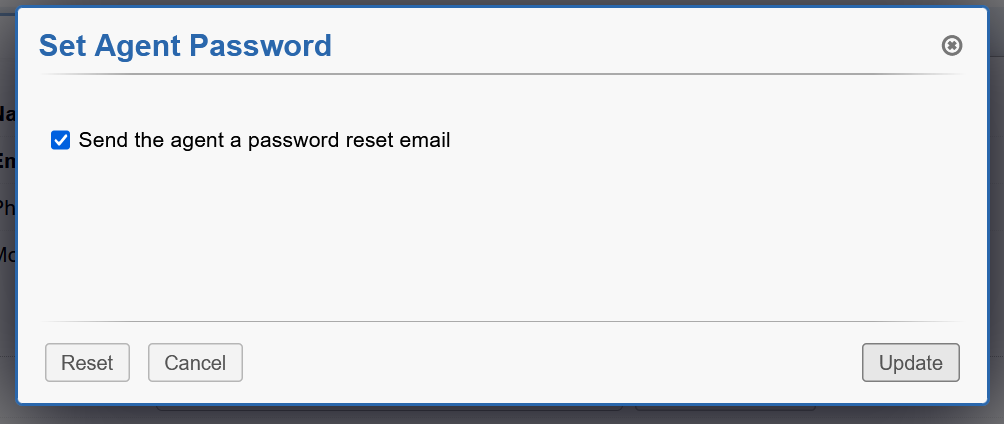 Set Agent Password
Send the agent a password reset email
Reset
Cancel
Update